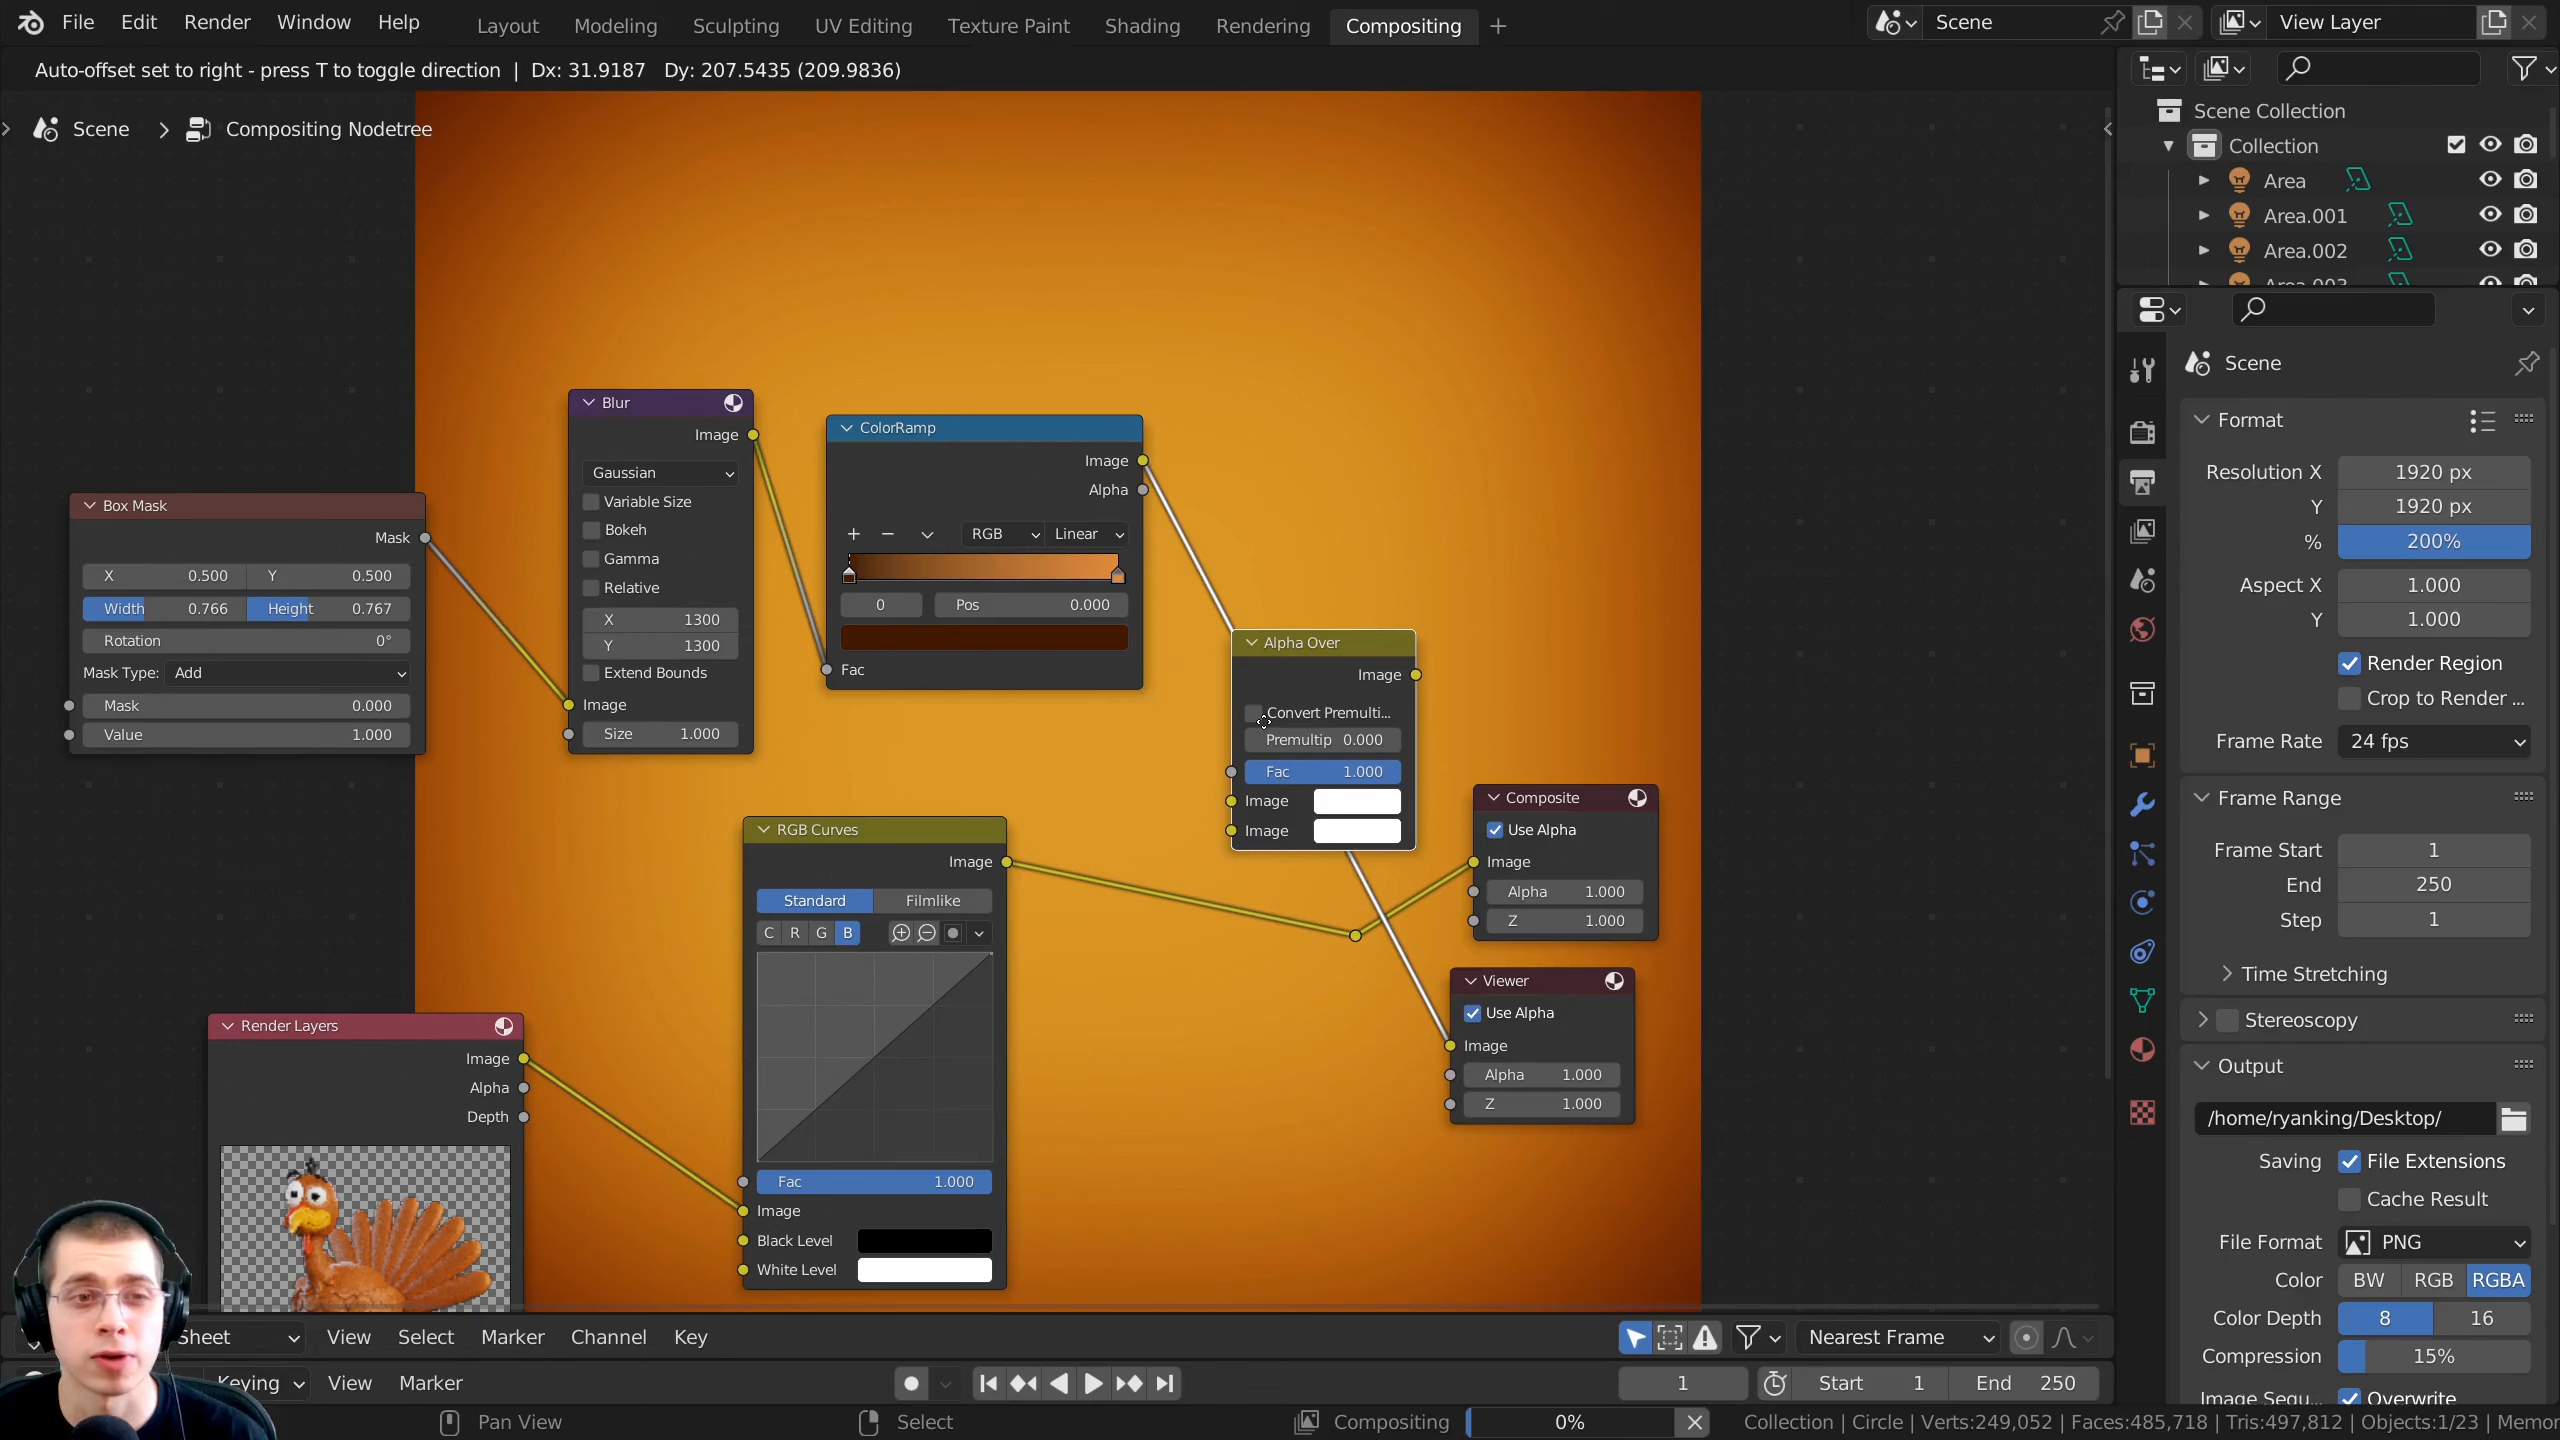 File Edit Render Window Help Layout Modeling Sculpting UV Editing Texture Paint Shading Rendering Compositing + Scene View Layer
Auto-offset set to right - press T to toggle direction | Dx: 31.9187 Dy: 207.5435 (209.9836)
Scene > Compositing Nodetree
Box Mask
Mask
X 0.500 Y 0.500
Width 0.766 Height 0.767
Rotation 0°
Mask Type: Add
Mask 0.000
Value 1.000
Blur
Image
Gaussian
Variable Size
Bokeh
Gamma
Relative
X 1300
Y 1300
Extend Bounds
Image
Size 1.000
ColorRamp
Image
Alpha
RGB Linear
0 Pos 0.000
Fac
Alpha Over
Image
Convert Premulti...
Premultip 0.000
Fac 1.000
Image
Image
RGB Curves
Image
Standard Filmlike
C R G B
Fac 1.000
Image
Black Level
White Level
Composite
Use Alpha
Image
Alpha 1.000
Z 1.000
Viewer
Use Alpha
Image
Alpha 1.000
Z 1.000
Render Layers
Image
Alpha
Depth
Scene Collection
Collection
Area
Area.001
Area.002
Area.003
Scene
Format
Resolution X 1920 px
Y 1920 px
% 200%
Aspect X 1.000
Y 1.000
Render Region
Crop to Render ...
Frame Rate 24 fps
Frame Range
Frame Start 1
End 250
Step 1
Time Stretching
Stereoscopy
Output
/home/ryanking/Desktop/
Saving File Extensions
Cache Result
File Format PNG
Color BW RGB RGBA
Color Depth 8 16
Compression 15%
Image Sequ... Overwrite
Sheet View Select Marker Channel Key Nearest Frame
Keying View Marker 1 Start 1 End 250
Pan View Select Compositing 0% Collection | Circle | Verts:249,052 | Faces:485,718 | Tris:497,812 | Objects:1/23 | Memo